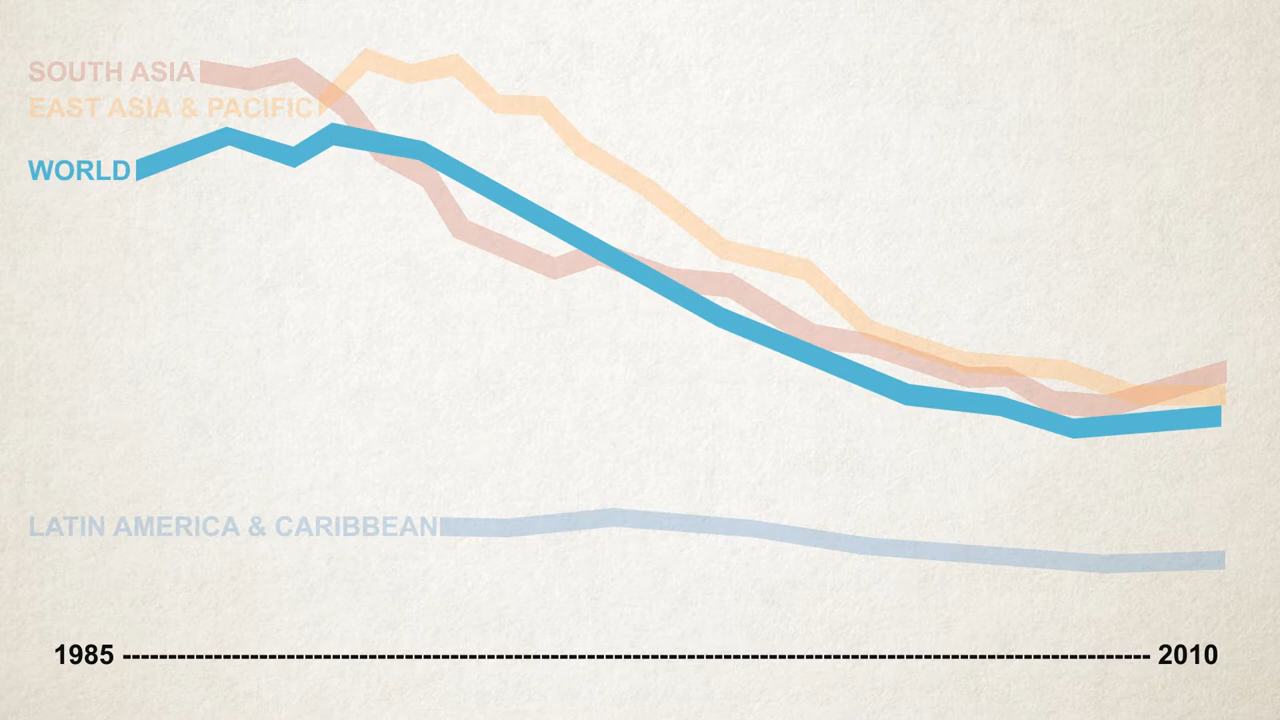 SOUTH ASIA
EAST ASIA & PACIFIC
WORLD
LATIN AMERICA & CARIBBEAN
1985 2010